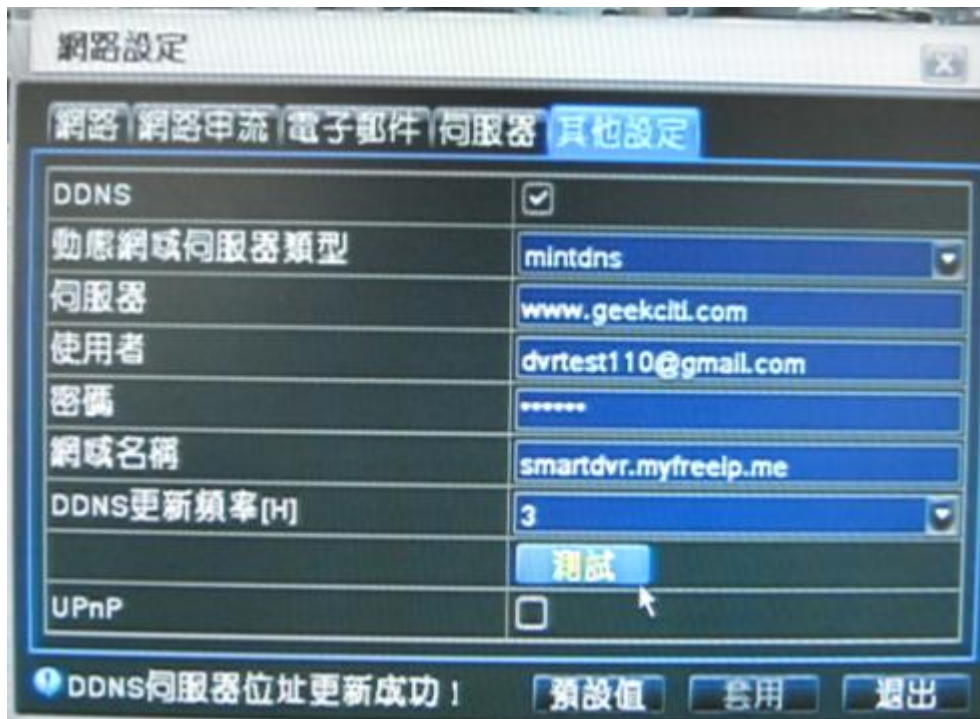 網路設定
網路 網路串流 電子郵件 伺服器 其他設定
DDNS
動態網域伺服器類型 mintdns
伺服器 www.geekciti.com
使用者 dvrtest110@gmail.com
密碼 ••••••
網域名稱 smartdvr.myfreeip.me
DDNS更新頻率[H] 3
測試
UPnP
DDNS伺服器位址更新成功！ 預設值 套用 退出